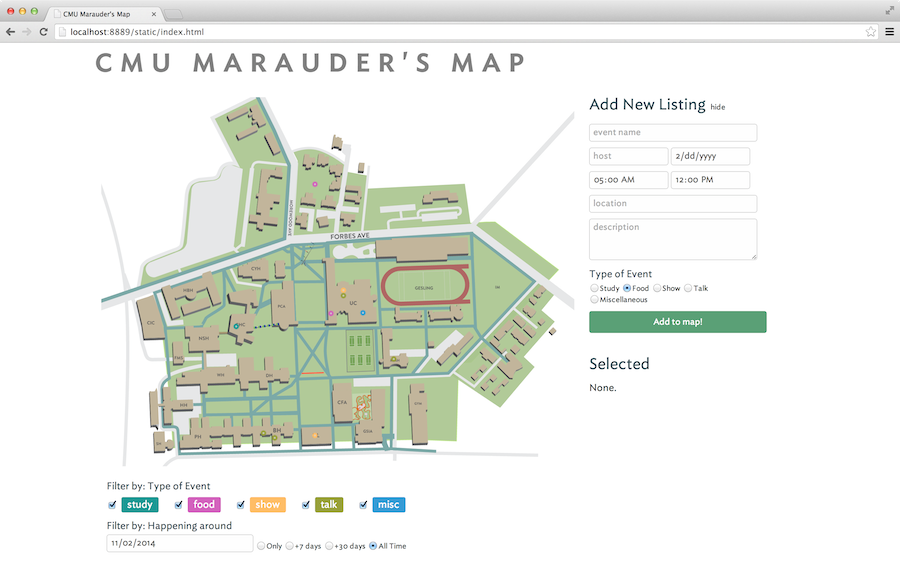 CMU Marauder's Map
localhost:8889/static/index.html
CMU MARAUDER'S MAP
Add New Listing hide
event name
host
2/dd/yyyy
05:00 AM
12:00 PM
location
description
Type of Event
Study Food Show Talk
Miscellaneous
Add to map!
Selected
None.
MOREWOOD AVE
FORBES AVE
CYH
HBH
GESLING
UC
CIC
HSH
WH
DH
CFA
PH
BH
Filter by: Type of Event
study food show talk misc
Filter by: Happening around
11/02/2014
Only +7 days +30 days All Time